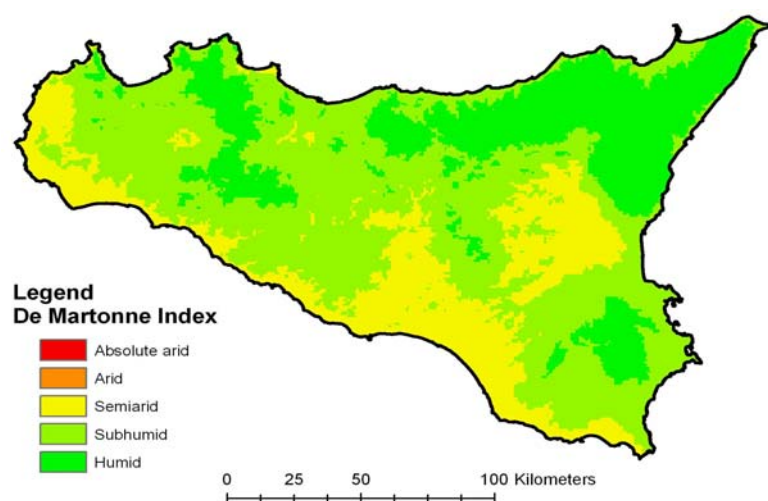 Legend
De Martonne Index
Absolute arid
Arid
Semiarid
Subhumid
Humid
0 25 50 100 Kilometers